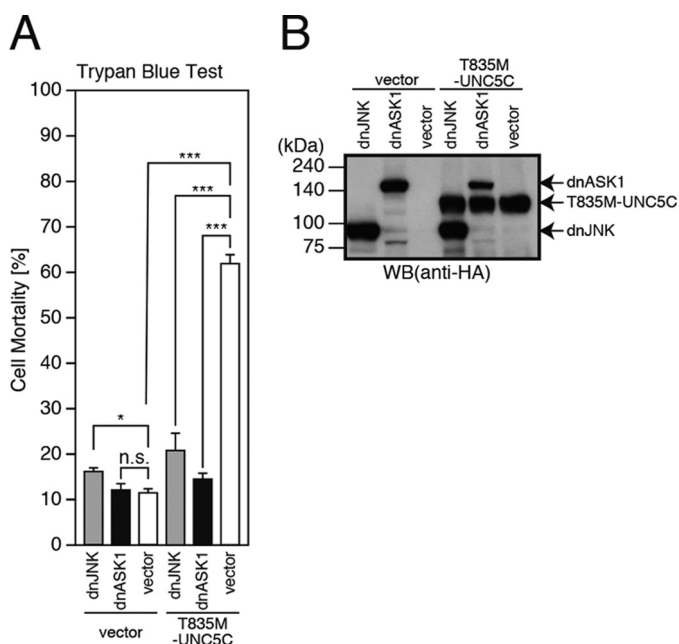 A
Trypan Blue Test
Cell Mortality [%]
100
90
80
70
60
50
40
30
20
10
0
***
***
***
*
n.s.
dnJNK
dnASK1
vector
dnJNK
dnASK1
vector
vector
T835M
-UNC5C
B
vector
T835M
-UNC5C
dnJNK
dnASK1
vector
dnJNK
dnASK1
vector
(kDa)
240
140
100
75
dnASK1
T835M-UNC5C
dnJNK
WB(anti-HA)